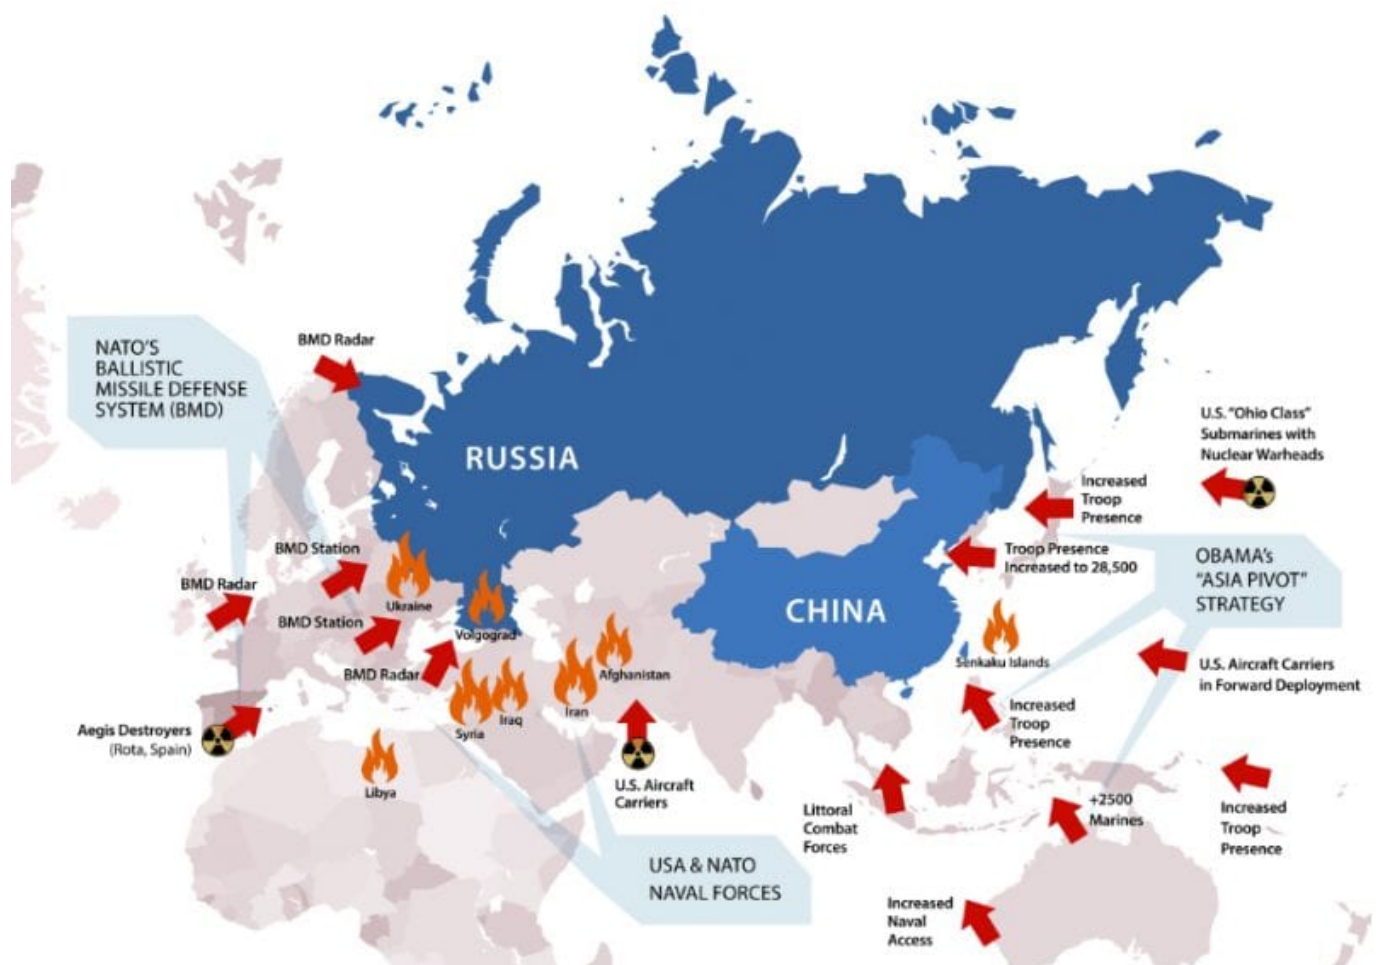 BMD Radar
NATO'S
BALLISTIC
MISSILE DEFENSE
SYSTEM (BMD)
RUSSIA
U.S. "Ohio Class"
Submarines with
Nuclear Warheads
Increased
Troop
Presence
BMD Station
Troop Presence
Increased to 28,500
OBAMA's
"ASIA PIVOT"
STRATEGY
BMD Radar
Ukraine
CHINA
BMD Station
Volgograd
Senkaku Islands
BMD Radar
Afghanistan
U.S. Aircraft Carriers
in Forward Deployment
Syria
Iraq
Iran
Increased
Troop
Presence
Aegis Destroyers
(Rota, Spain)
Libya
U.S. Aircraft
Carriers
Littoral
Combat
Forces
+2500
Marines
Increased
Troop
Presence
USA & NATO
NAVAL FORCES
Increased
Naval
Access